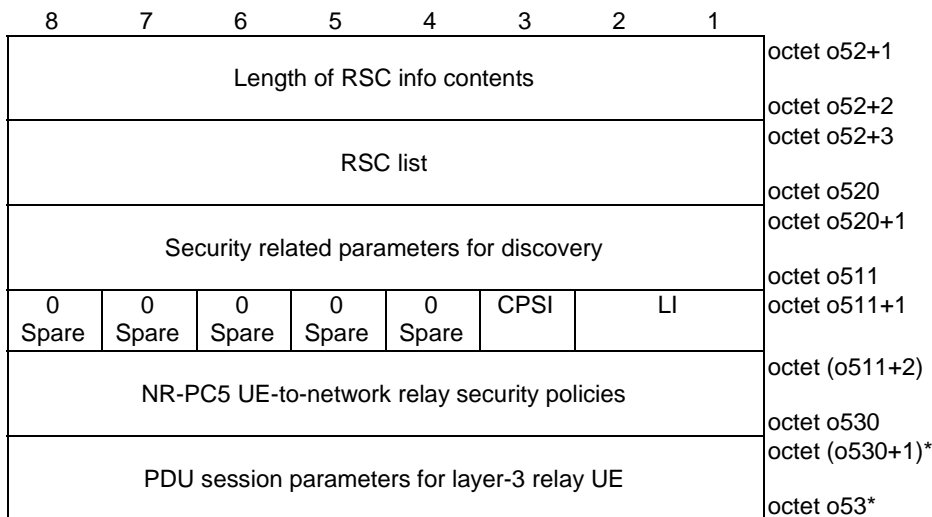 8 7 6 5 4 3 2 1
octet o52+1
Length of RSC info contents
octet o52+2
octet o52+3
RSC list
octet o520
octet o520+1
Security related parameters for discovery
octet o511
0 0 0 0 0 CPSI LI octet o511+1
Spare Spare Spare Spare Spare
octet (o511+2)
NR-PC5 UE-to-network relay security policies
octet o530
octet (o530+1)*
PDU session parameters for layer-3 relay UE
octet o53*